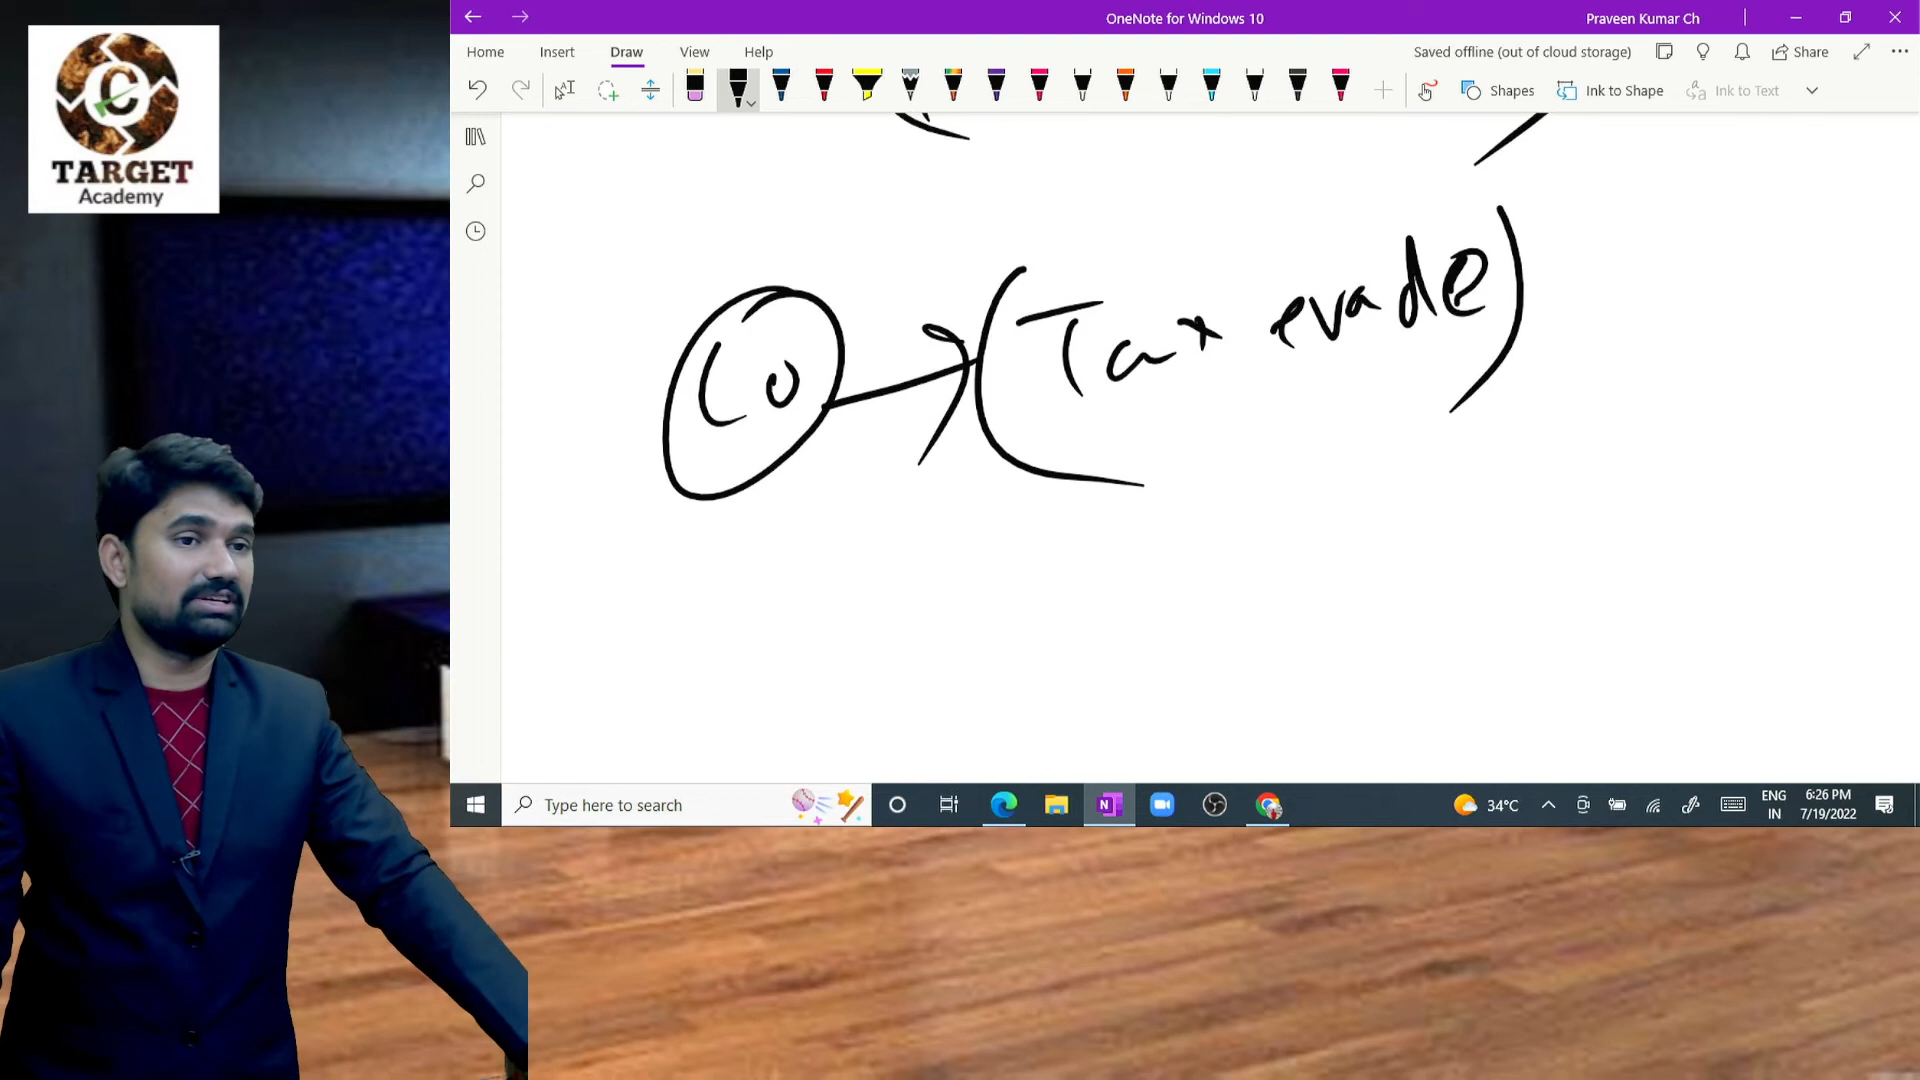 C
TARGET
Academy
OneNote for Windows 10
Praveen Kumar Ch
Home Insert Draw View Help
Saved offline (out of cloud storage)
Share
Shapes
Ink to Shape
Ink to Text
Co
Tax evade
Type here to search
N
34°C
ENG
IN
6:26 PM
7/19/2022